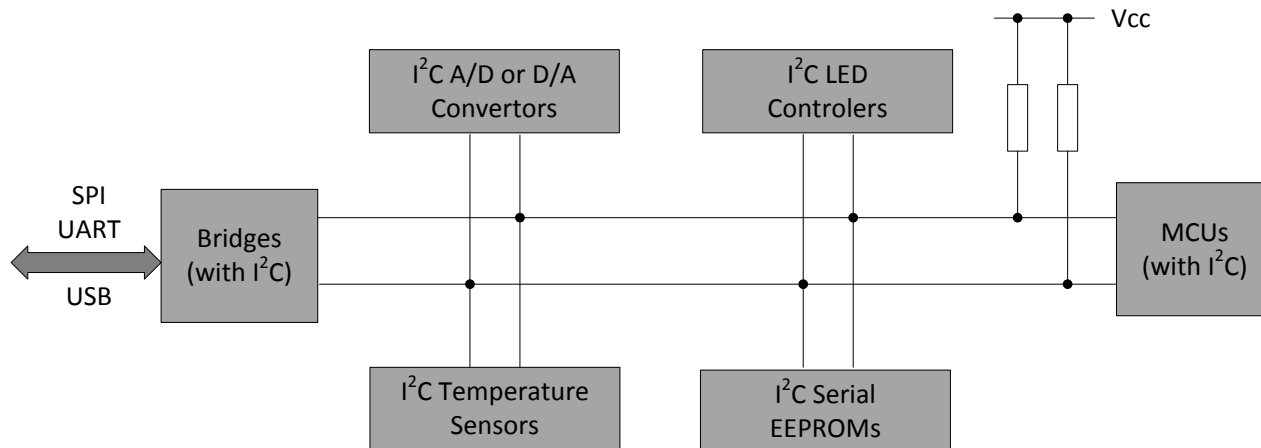 Vcc
I²C A/D or D/A
Convertors
I²C LED
Controlers
SPI
UART
USB
Bridges
(with I²C)
MCUs
(with I²C)
I²C Temperature
Sensors
I²C Serial
EEPROMs